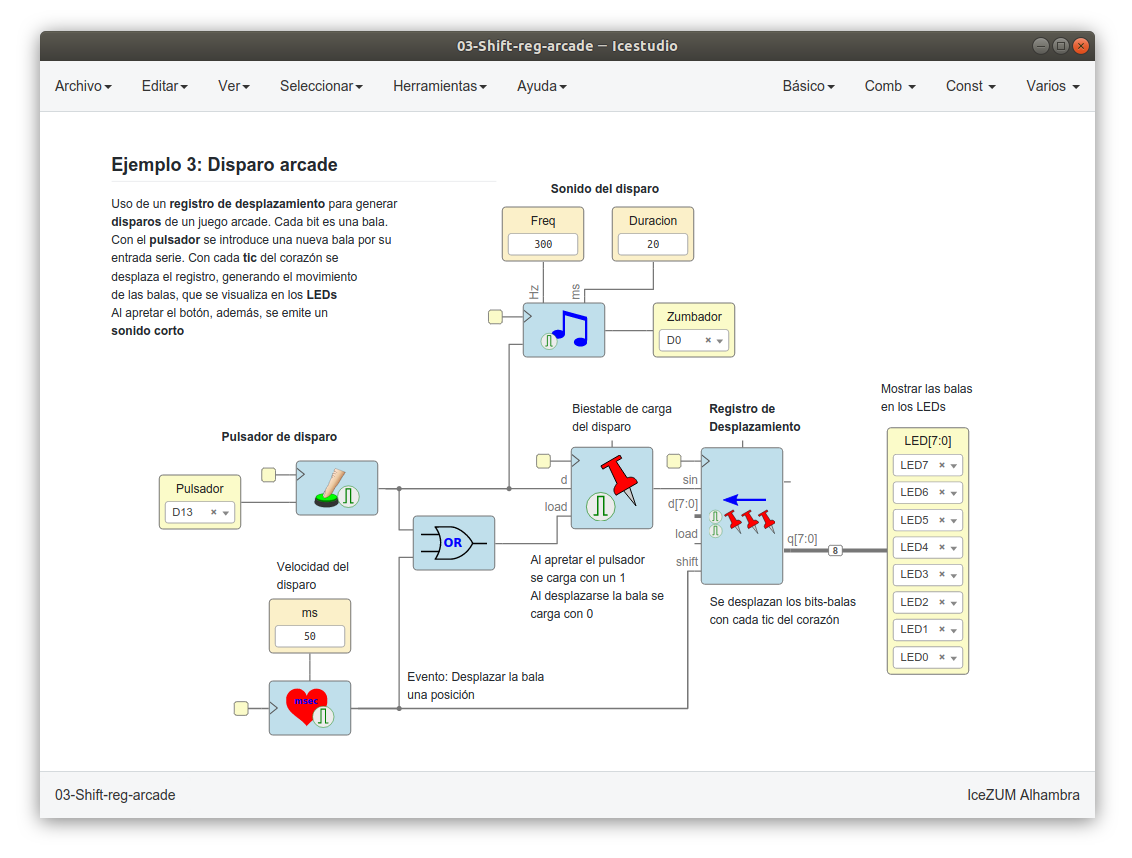 03-Shift-reg-arcade — Icestudio
Archivo Editar Ver Seleccionar Herramientas Ayuda Básico Comb Const Varios
Ejemplo 3: Disparo arcade
Uso de un registro de desplazamiento para generar
disparos de un juego arcade. Cada bit es una bala.
Con el pulsador se introduce una nueva bala por su
entrada serie. Con cada tic del corazón se
desplaza el registro, generando el movimiento
de las balas, que se visualiza en los LEDs
Al apretar el botón, además, se emite un
sonido corto
Sonido del disparo
Freq
300
Duracion
20
Hz
ms
Zumbador
D0
Pulsador de disparo
Pulsador
D13
OR
Velocidad del
disparo
ms
50
msec
Evento: Desplazar la bala
una posición
Biestable de carga
del disparo
d
load
Al apretar el pulsador
se carga con un 1
Al desplazarse la bala se
carga con 0
Registro de
Desplazamiento
sin
d[7:0]
load
shift
q[7:0]
8
Se desplazan los bits-balas
con cada tic del corazón
Mostrar las balas
en los LEDs
LED[7:0]
LED7
LED6
LED5
LED4
LED3
LED2
LED1
LED0
03-Shift-reg-arcade
IceZUM Alhambra